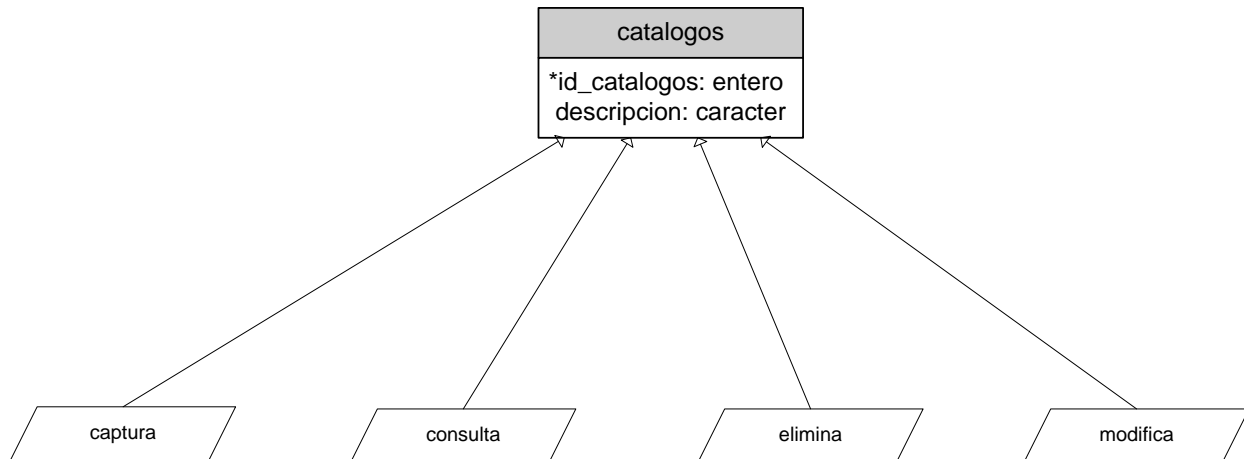 catalogos
*id_catalogos: entero
descripcion: caracter
captura
consulta
elimina
modifica